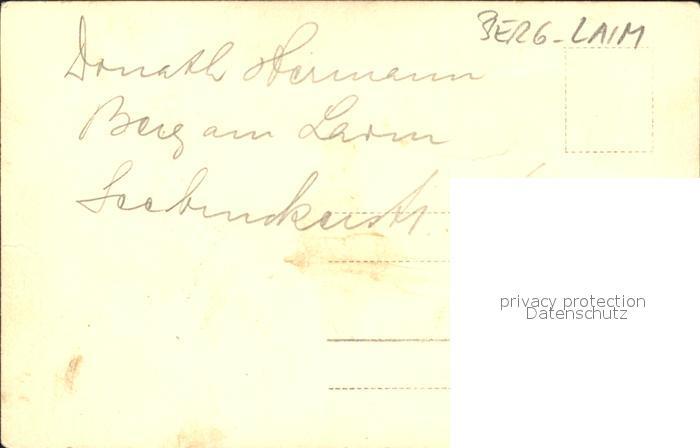 BERG-LAIM
Donath Hermann
Berg am Laim
privacy protection
Datenschutz